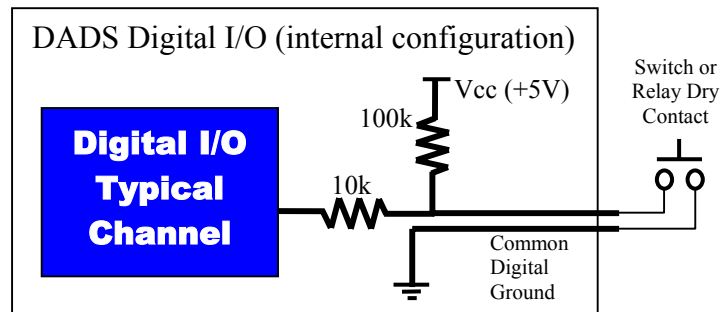 DADS Digital I/O (internal configuration)
Switch or
Relay Dry
Contact
Vcc (+5V)
100k
Digital I/O
Typical
Channel
10k
Common
Digital
Ground